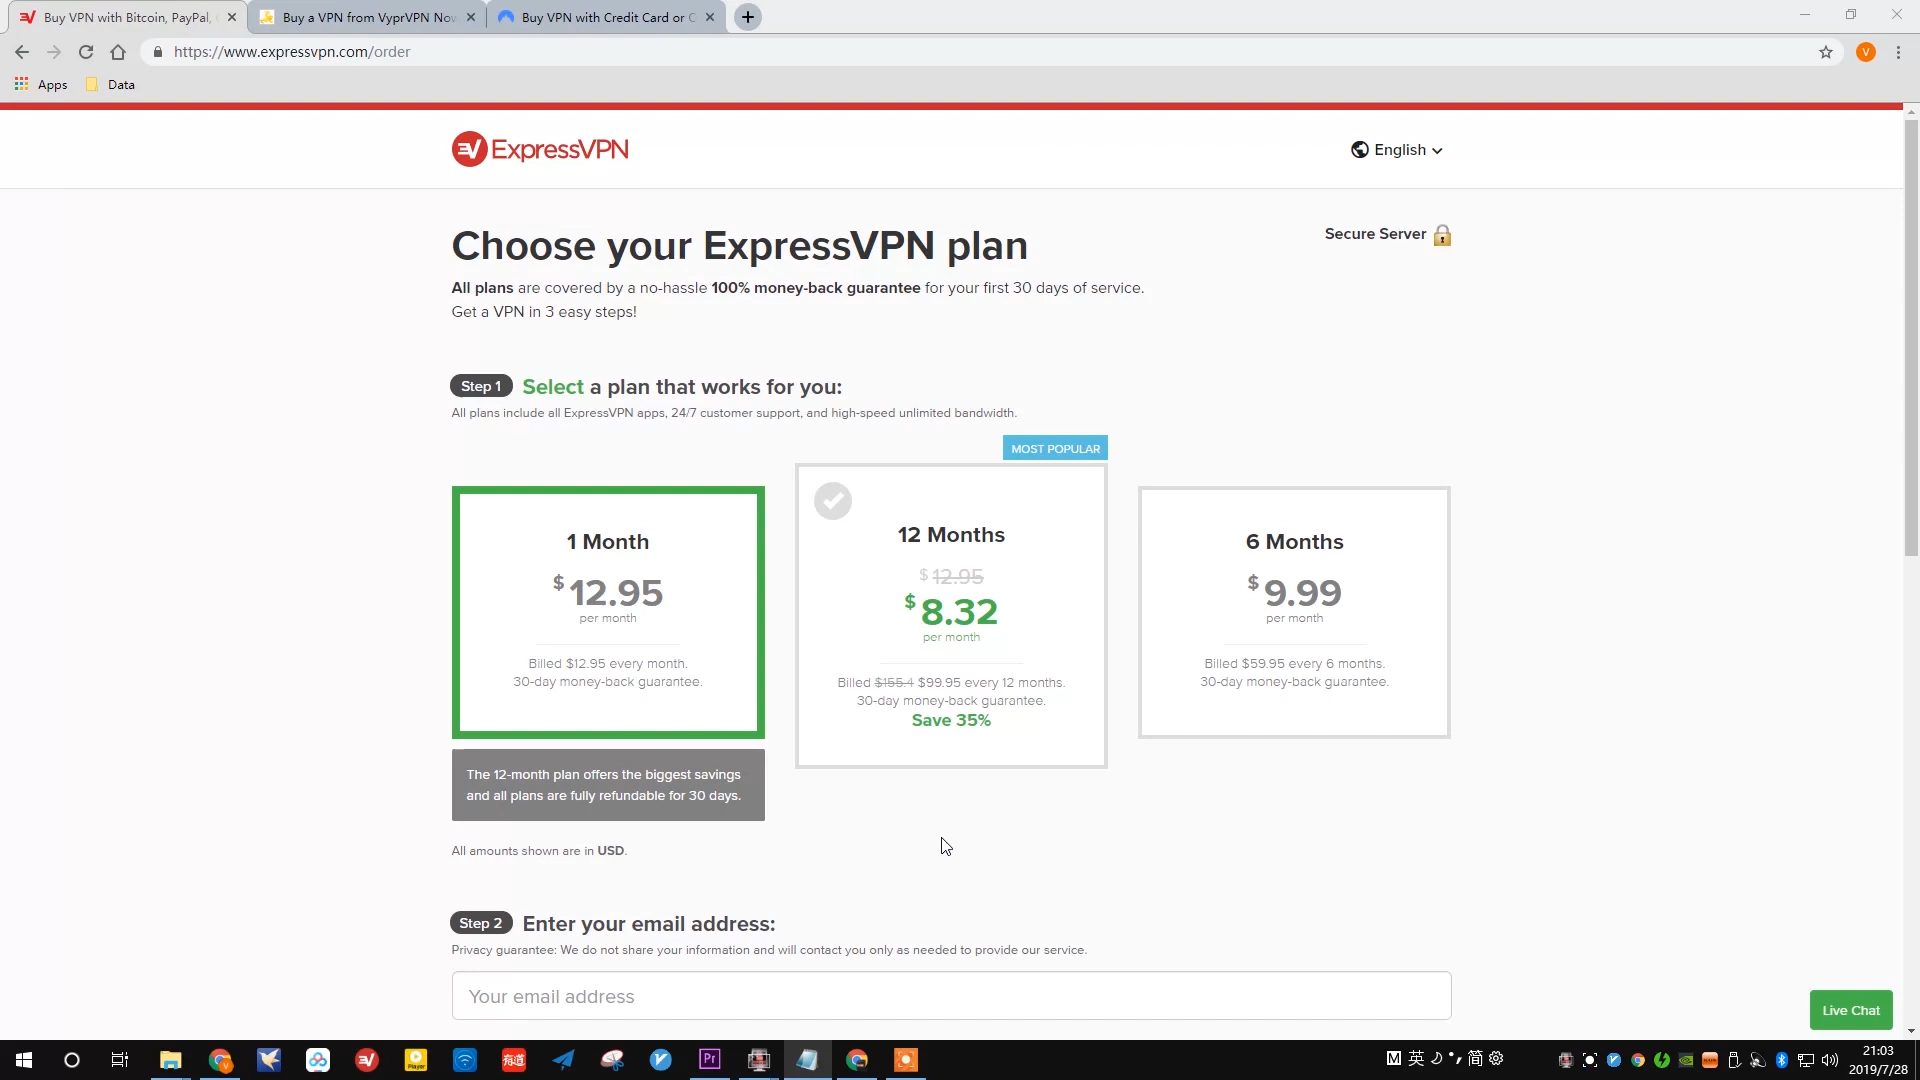 Buy VPN with Bitcoin, PayPal,
Buy a VPN from VyprVPN Now
Buy VPN with Credit Card or C
https://www.expressvpn.com/order
V
Apps
Data
ExpressVPN
English
Choose your ExpressVPN plan
Secure Server
All plans are covered by a no-hassle 100% money-back guarantee for your first 30 days of service.
Get a VPN in 3 easy steps!
Step 1 Select a plan that works for you:
All plans include all ExpressVPN apps, 24/7 customer support, and high-speed unlimited bandwidth.
MOST POPULAR
1 Month
$12.95
per month
Billed $12.95 every month.
30-day money-back guarantee.
12 Months
$12.95
$8.32
per month
Billed $155.4 $99.95 every 12 months.
30-day money-back guarantee.
Save 35%
6 Months
$9.99
per month
Billed $59.95 every 6 months.
30-day money-back guarantee.
The 12-month plan offers the biggest savings
and all plans are fully refundable for 30 days.
All amounts shown are in USD.
Step 2 Enter your email address:
Privacy guarantee: We do not share your information and will contact you only as needed to provide our service.
Your email address
Live Chat
Player
有道
Pr
M 英 简
21:03
2019/7/28